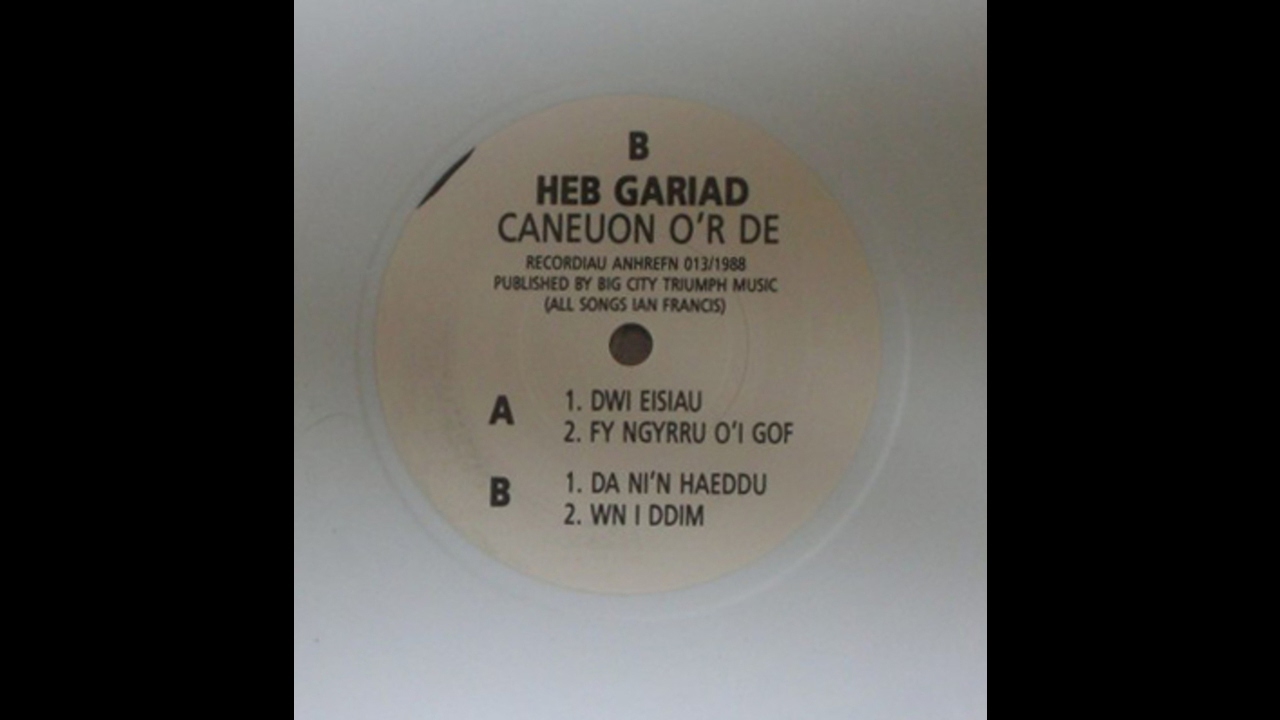 B
HEB GARIAD
CANEUON O'R DE
RECORDIAU ANHREFN 013/1988
PUBLISHED BY BIG CITY TRIUMPH MUSIC
(ALL SONGS IAN FRANCIS)
A 1. DWI EISIAU
2. FY NGYRRU O'I GOF
B 1. DA NI'N HAEDDU
2. WN I DDIM